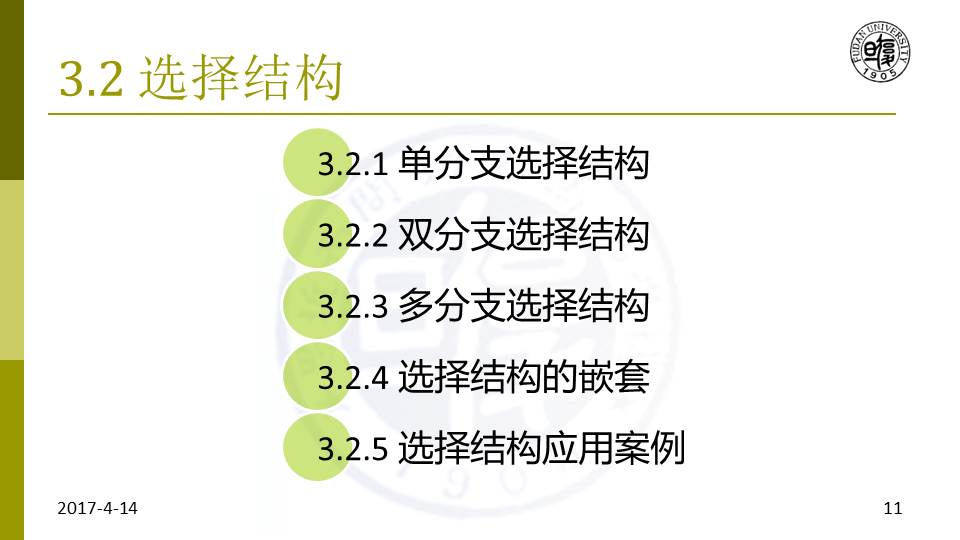 3.2 选择结构
FUDAN UNIVERSITY
1905
3.2.1 单分支选择结构
3.2.2 双分支选择结构
3.2.3 多分支选择结构
3.2.4 选择结构的嵌套
3.2.5 选择结构应用案例
2017-4-14
11